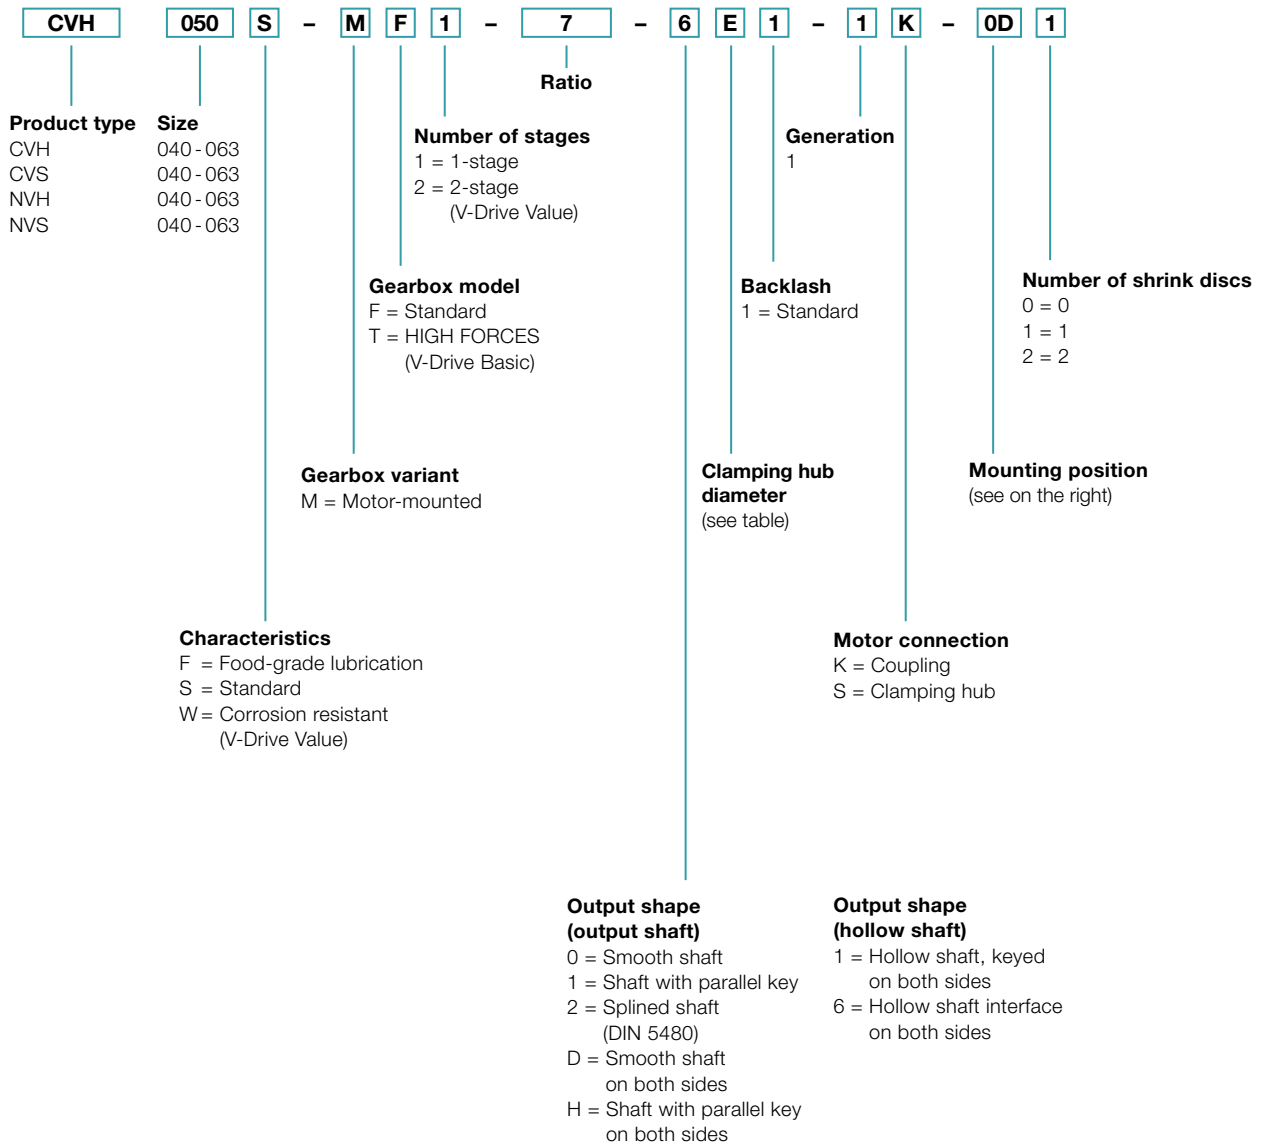 CVH 050 S – M F 1 – 7 – 6 E 1 – 1 K – 0D 1
Ratio
Product type
CVH
CVS
NVH
NVS
Size
040 - 063
040 - 063
040 - 063
040 - 063
Number of stages
1 = 1-stage
2 = 2-stage
(V-Drive Value)
Generation
1
Gearbox model
F = Standard
T = HIGH FORCES
(V-Drive Basic)
Backlash
1 = Standard
Number of shrink discs
0 = 0
1 = 1
2 = 2
Gearbox variant
M = Motor-mounted
Clamping hub
diameter
(see table)
Mounting position
(see on the right)
Characteristics
F = Food-grade lubrication
S = Standard
W = Corrosion resistant
(V-Drive Value)
Motor connection
K = Coupling
S = Clamping hub
Output shape
(output shaft)
0 = Smooth shaft
1 = Shaft with parallel key
2 = Splined shaft
(DIN 5480)
D = Smooth shaft
on both sides
H = Shaft with parallel key
on both sides
Output shape
(hollow shaft)
1 = Hollow shaft, keyed
on both sides
6 = Hollow shaft interface
on both sides